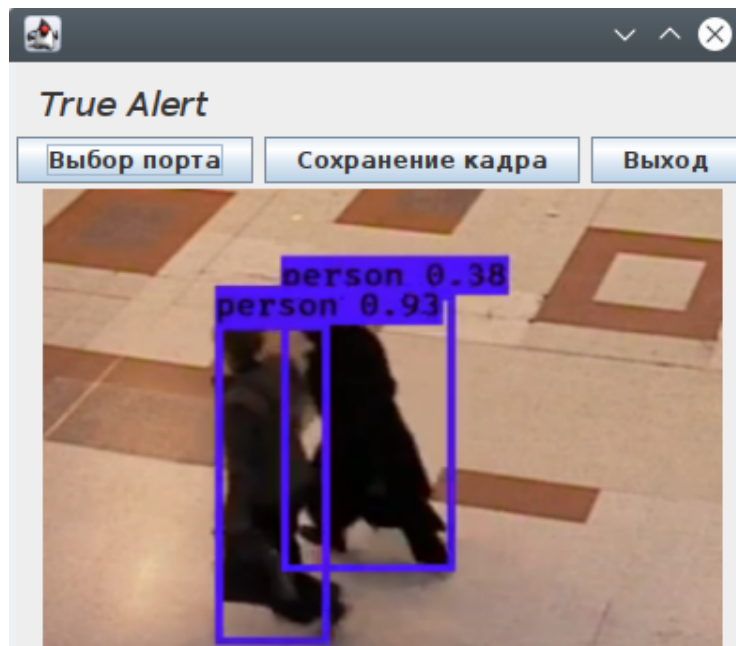 True Alert
Выбор порта Сохранение кадра Выход
person 0.38
person 0.93